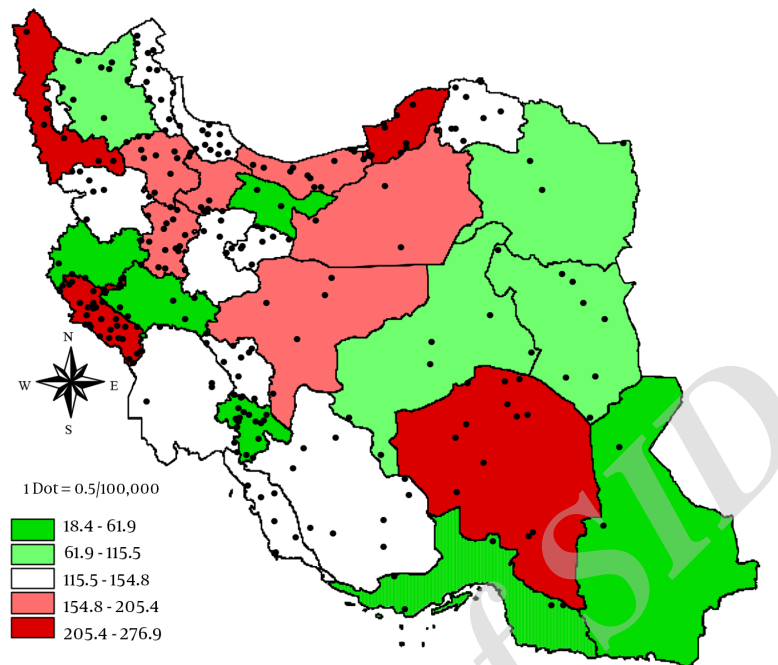 N
W E
S
1 Dot = 0.5/100,000
18.4 - 61.9
61.9 - 115.5
115.5 - 154.8
154.8 - 205.4
205.4 - 276.9
f SID